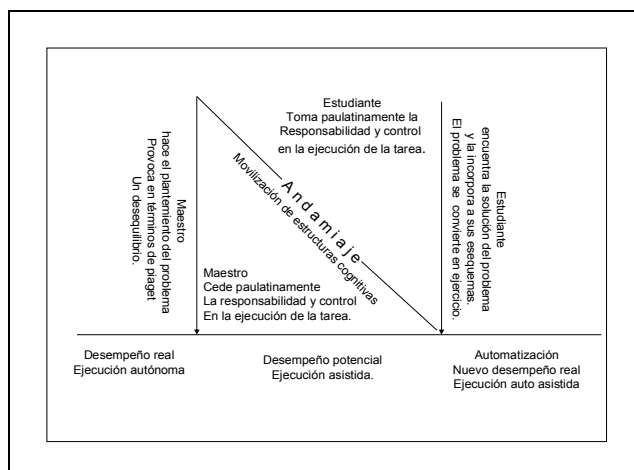 Maestro
hace el plantemiento del problema
Provoca en términos de piaget
Un desequilibrio.
Estudiante
Toma paulatinamente la
Responsabilidad y control
en la ejecución de la tarea.
Andamiaje
Movilización de estructuras cognitivas
Maestro
Cede paulatinamente
La responsabilidad y control
En la ejecución de la tarea.
Estudiante
encuentra la solución del problema
y la incorpora a sus esequemas.
El problema se convierte en ejercicio.
Desempeño real
Ejecución autónoma
Desempeño potencial
Ejecución asistida.
Automatización
Nuevo desempeño real
Ejecución auto asistida